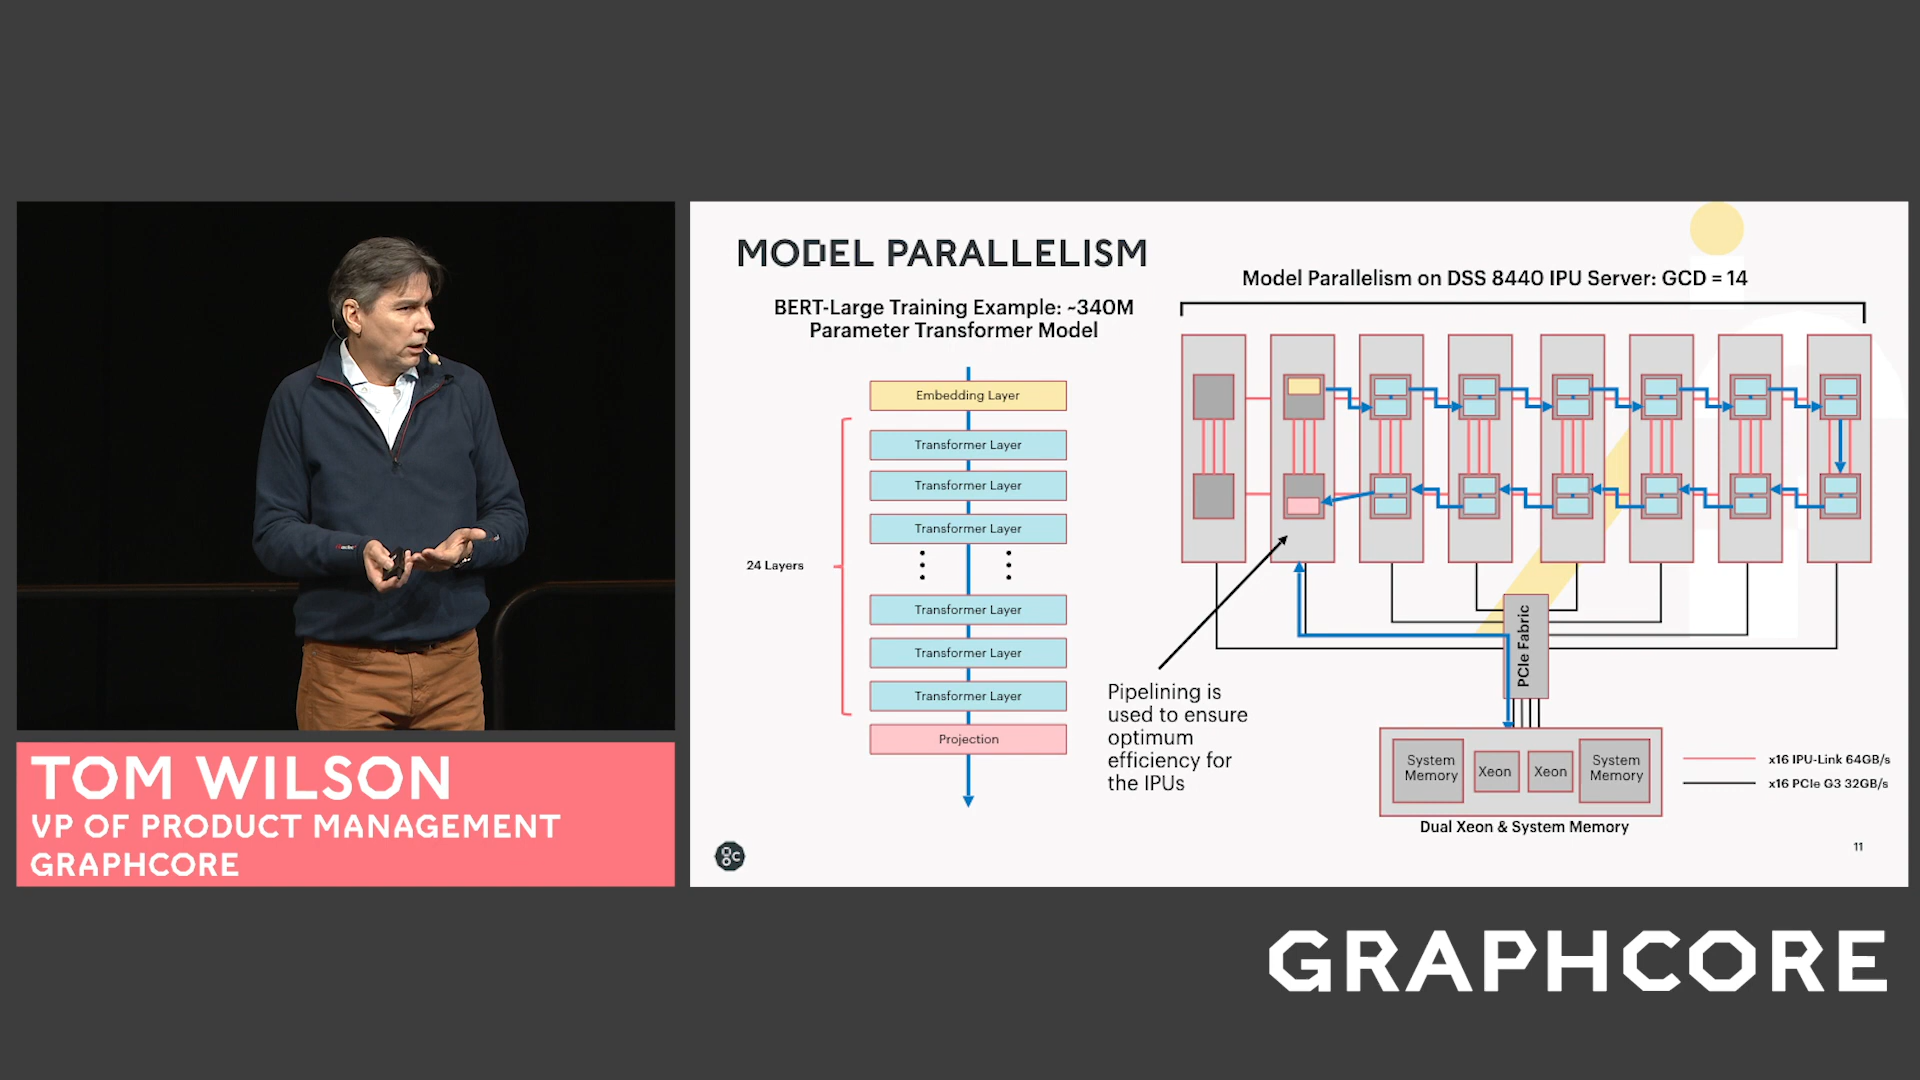 MODEL PARALLELISM
BERT-Large Training Example: ~340M
Parameter Transformer Model
Embedding Layer
Transformer Layer
Transformer Layer
Transformer Layer
24 Layers
Transformer Layer
Transformer Layer
Transformer Layer
Projection
Model Parallelism on DSS 8440 IPU Server: GCD = 14
Pipelining is
used to ensure
optimum
efficiency for
the IPUs
PCIe Fabric
System
Memory
Xeon
Xeon
System
Memory
Dual Xeon & System Memory
x16 IPU-Link 64GB/s
x16 PCIe G3 32GB/s
11
TOM WILSON
VP OF PRODUCT MANAGEMENT
GRAPHCORE
GRAPHCORE